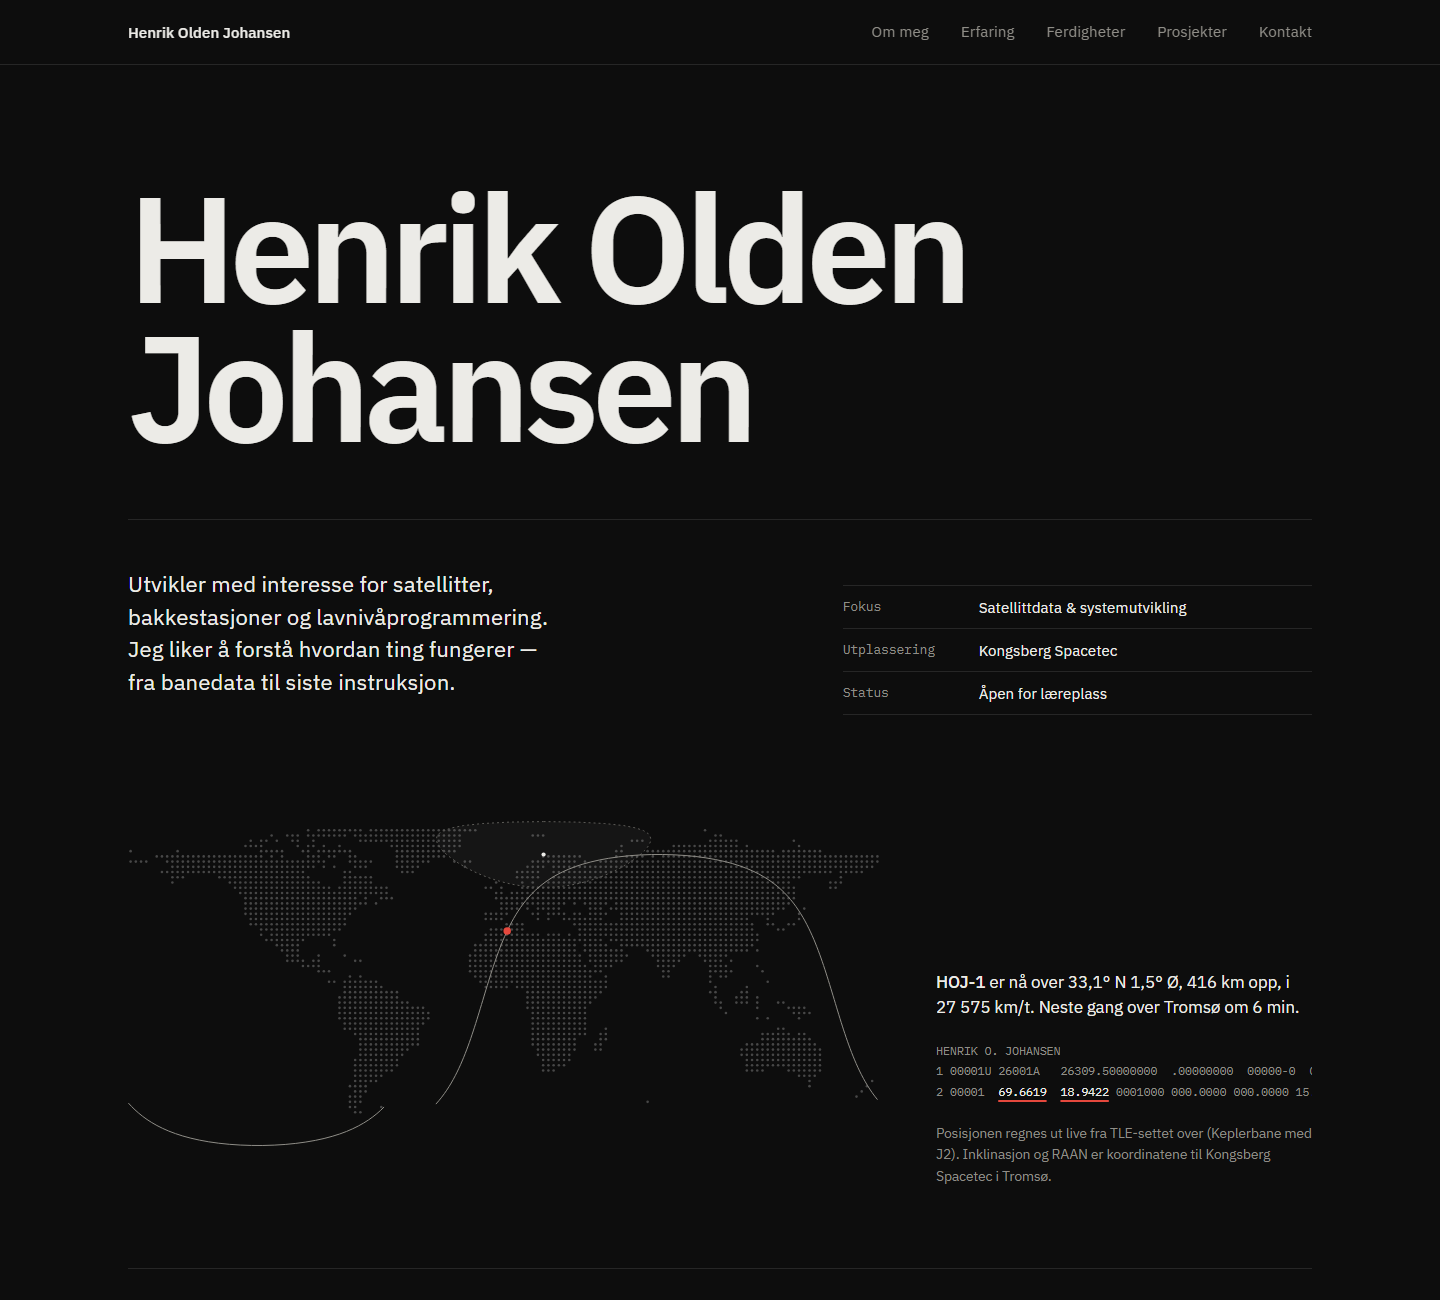 Henrik Olden Johansen
Om meg Erfaring Ferdigheter Prosjekter Kontakt
Henrik Olden
Johansen
Utvikler med interesse for satellitter,
bakkestasjoner og lavnivåprogrammering.
Jeg liker å forstå hvordan ting fungerer —
fra banedata til siste instruksjon.
Fokus Satellittdata & systemutvikling
Utplassering Kongsberg Spacetec
Status Åpen for læreplass
HOJ-1 er nå over 33,1° N 1,5° Ø, 416 km opp, i
27 575 km/t. Neste gang over Tromsø om 6 min.
HENRIK O. JOHANSEN
1 00001U 26001A   26309.50000000  .00000000  00000-0
2 00001  69.6619  18.9422 0001000 000.0000 000.0000 15
Posisjonen regnes ut live fra TLE-settet over (Keplerbane med
J2). Inklinasjon og RAAN er koordinatene til Kongsberg
Spacetec i Tromsø.